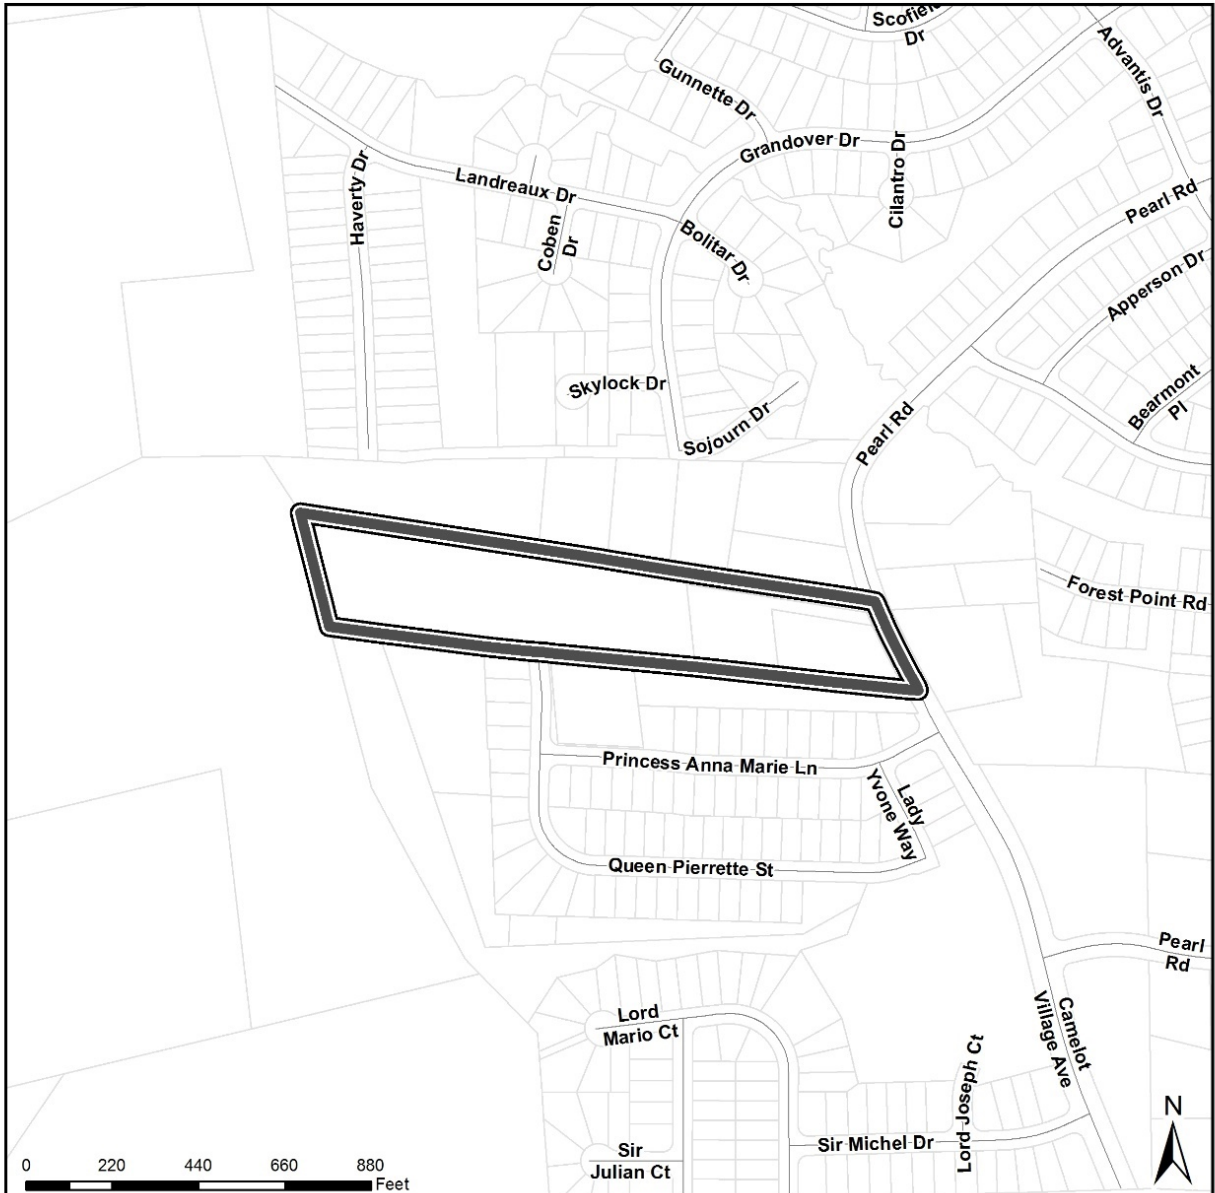 Scofield
Dr
Advantis Dr
Gunnette Dr
Grandover Dr
Cilantro Dr
Haverty Dr
Landreaux Dr
Pearl Rd
Coben
Dr
Bolitar Dr
Apperson Dr
Skylock Dr
Bearmont
Pl
Sojourn Dr
Pearl Rd
Forest Point Rd
Princess Anna Marie Ln
Lady
Yvone Way
Queen Pierrette St
Pearl
Rd
Camelot
Village Ave
Lord
Mario Ct
Lord Joseph Ct
Sir Michel Dr
Sir
Julian Ct
N
0 220 440 660 880
Feet